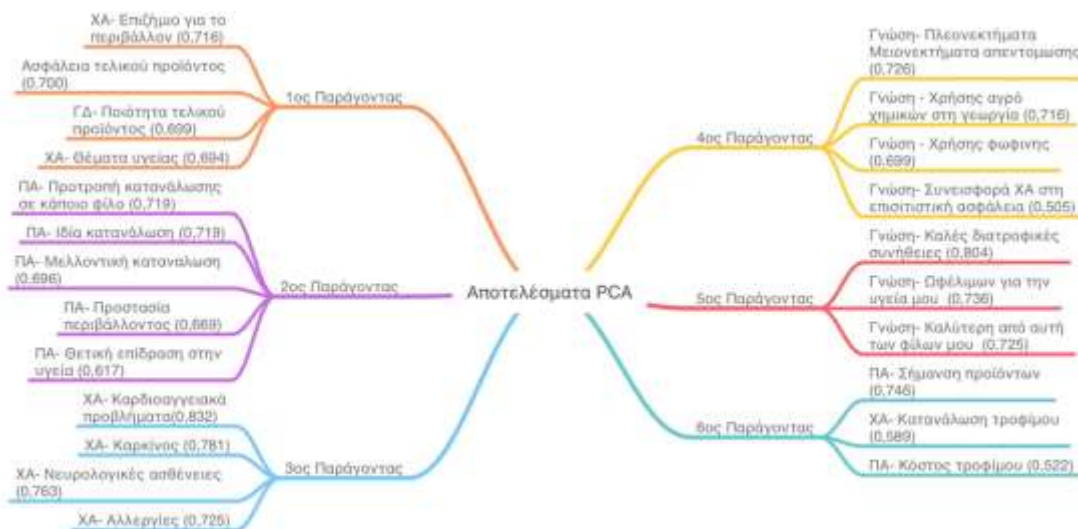 ΧΑ- Επιζήμιο για το
περιβάλλον (0,716)
Ασφάλεια τελικού προϊόντος
(0,700)
ΓΔ- Ποιότητα τελικού
προϊόντος (0,699)
ΧΑ- Θέματα υγείας (0,694)
1ος Παράγοντας
ΠΑ- Προτροπή κατανάλωσης
σε κάποιο φίλο (0,719)
ΠΑ- Ιδία κατανάλωση (0,719)
ΠΑ- Μελλοντική καταναλωση
(0.696)
ΠΑ- Προστασία
περιβάλλοντος (0,669)
ΠΑ- Θετική επίδραση στην
υγεία (0,617)
2ος Παράγοντας
ΧΑ- Καρδιοαγγειακά
προβλήματα(0,832)
ΧΑ- Καρκίνος (0,781)
ΧΑ- Νευρολογικές ασθένειες
(0,763)
ΧΑ- Αλλεργίες (0,725)
3ος Παράγοντας
Αποτελέσματα PCA
Γνώση- Πλεονεκτήματα
Μειονεκτήματα απεντομωσης
(0,726)
Γνώση - Χρήσης αγρό
χημικών στη γεωργία (0,716)
Γνώση - Χρήσης φωφινης
(0.699)
Γνώση- Συνεισφορά ΧΑ στη
επισιτιστική ασφάλεια (0.505)
4ος Παράγοντας
Γνώση- Καλές διατροφικές
συνήθειες (0,804)
Γνώση- Ωφέλιμων για την
υγεία μου (0,736)
Γνώση- Καλύτερη από αυτή
των φίλων μου (0,725)
5ος Παράγοντας
ΠΑ- Σήμανση προϊόντων
(0,746)
ΧΑ- Κατανάλωση τροφίμου
(0,589)
ΠΑ- Κόστος τροφίμου (0,522)
6ος Παράγοντας